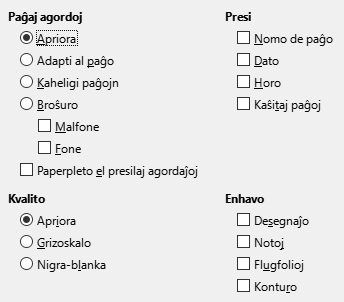 Paĝaj agordoj
Apriora
Adapti al paĝo
Kaheligi paĝojn
Broŝuro
Malfone
Fone
Paperpleto el presilaj agordaĵoj
Presi
Nomo de paĝo
Dato
Horo
Kaŝitaj paĝoj
Kvalito
Apriora
Grizoskalo
Nigra-blanka
Enhavo
Desegnaĵo
Notoj
Flugfolioj
Konturo